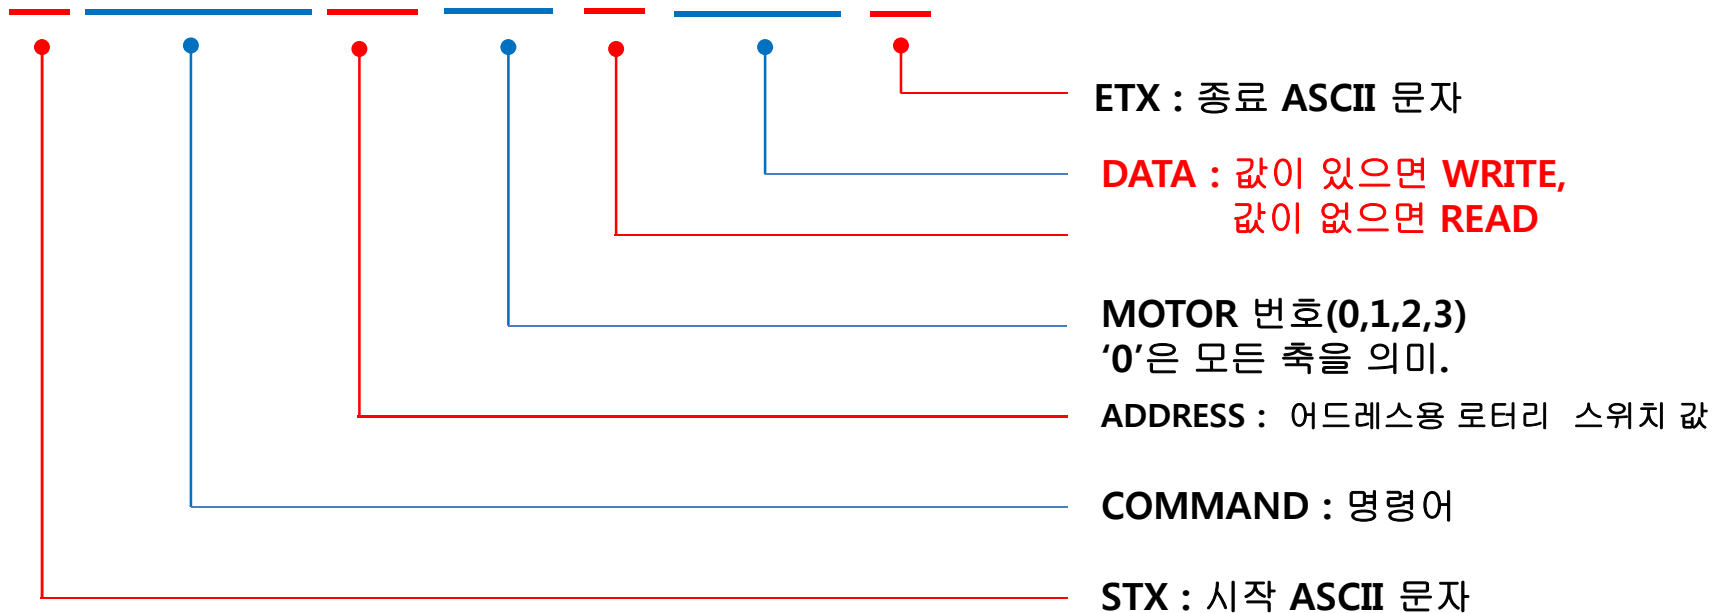 ETX : 종료 ASCII 문자
DATA : 값이 있으면 WRITE,
값이 없으면 READ
MOTOR 번호(0,1,2,3)
‘0’은 모든 축을 의미.
ADDRESS : 어드레스용 로터리 스위치 값
COMMAND : 명령어
STX : 시작 ASCII 문자